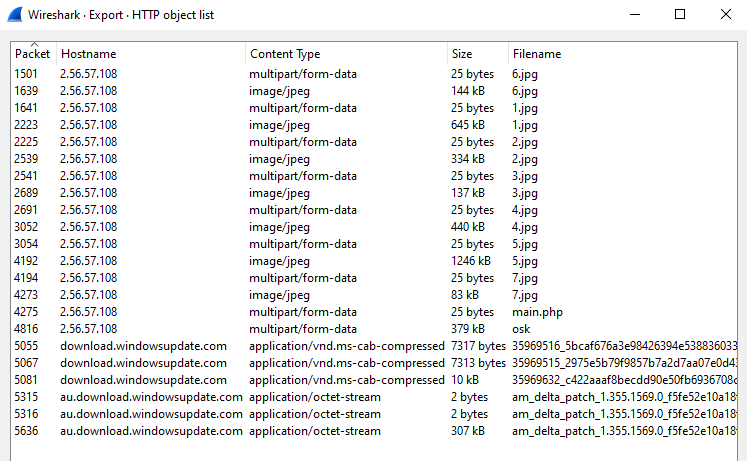 Wireshark · Export · HTTP object list
Packet Hostname Content Type Size Filename
1501 2.56.57.108 multipart/form-data 25 bytes 6.jpg
1639 2.56.57.108 image/jpeg 144 kB 6.jpg
1641 2.56.57.108 multipart/form-data 25 bytes 1.jpg
2223 2.56.57.108 image/jpeg 645 kB 1.jpg
2225 2.56.57.108 multipart/form-data 25 bytes 2.jpg
2539 2.56.57.108 image/jpeg 334 kB 2.jpg
2541 2.56.57.108 multipart/form-data 25 bytes 3.jpg
2689 2.56.57.108 image/jpeg 137 kB 3.jpg
2691 2.56.57.108 multipart/form-data 25 bytes 4.jpg
3052 2.56.57.108 image/jpeg 440 kB 4.jpg
3054 2.56.57.108 multipart/form-data 25 bytes 5.jpg
4192 2.56.57.108 image/jpeg 1246 kB 5.jpg
4194 2.56.57.108 multipart/form-data 25 bytes 7.jpg
4273 2.56.57.108 image/jpeg 83 kB 7.jpg
4275 2.56.57.108 multipart/form-data 25 bytes main.php
4816 2.56.57.108 multipart/form-data 379 kB osk
5055 download.windowsupdate.com application/vnd.ms-cab-compressed 7317 bytes 35969516_5bcaf676a3e98426394e538836033
5067 download.windowsupdate.com application/vnd.ms-cab-compressed 7313 bytes 35969515_2975e5b79f9857b7a2d7aa07e0d43
5081 download.windowsupdate.com application/vnd.ms-cab-compressed 10 kB 35969632_c422aaaf8becdd90e50fb6936708c
5315 au.download.windowsupdate.com application/octet-stream 2 bytes am_delta_patch_1.355.1569.0_f5fe52e10a18f
5316 au.download.windowsupdate.com application/octet-stream 2 bytes am_delta_patch_1.355.1569.0_f5fe52e10a18f
5636 au.download.windowsupdate.com application/octet-stream 307 kB am_delta_patch_1.355.1569.0_f5fe52e10a18f